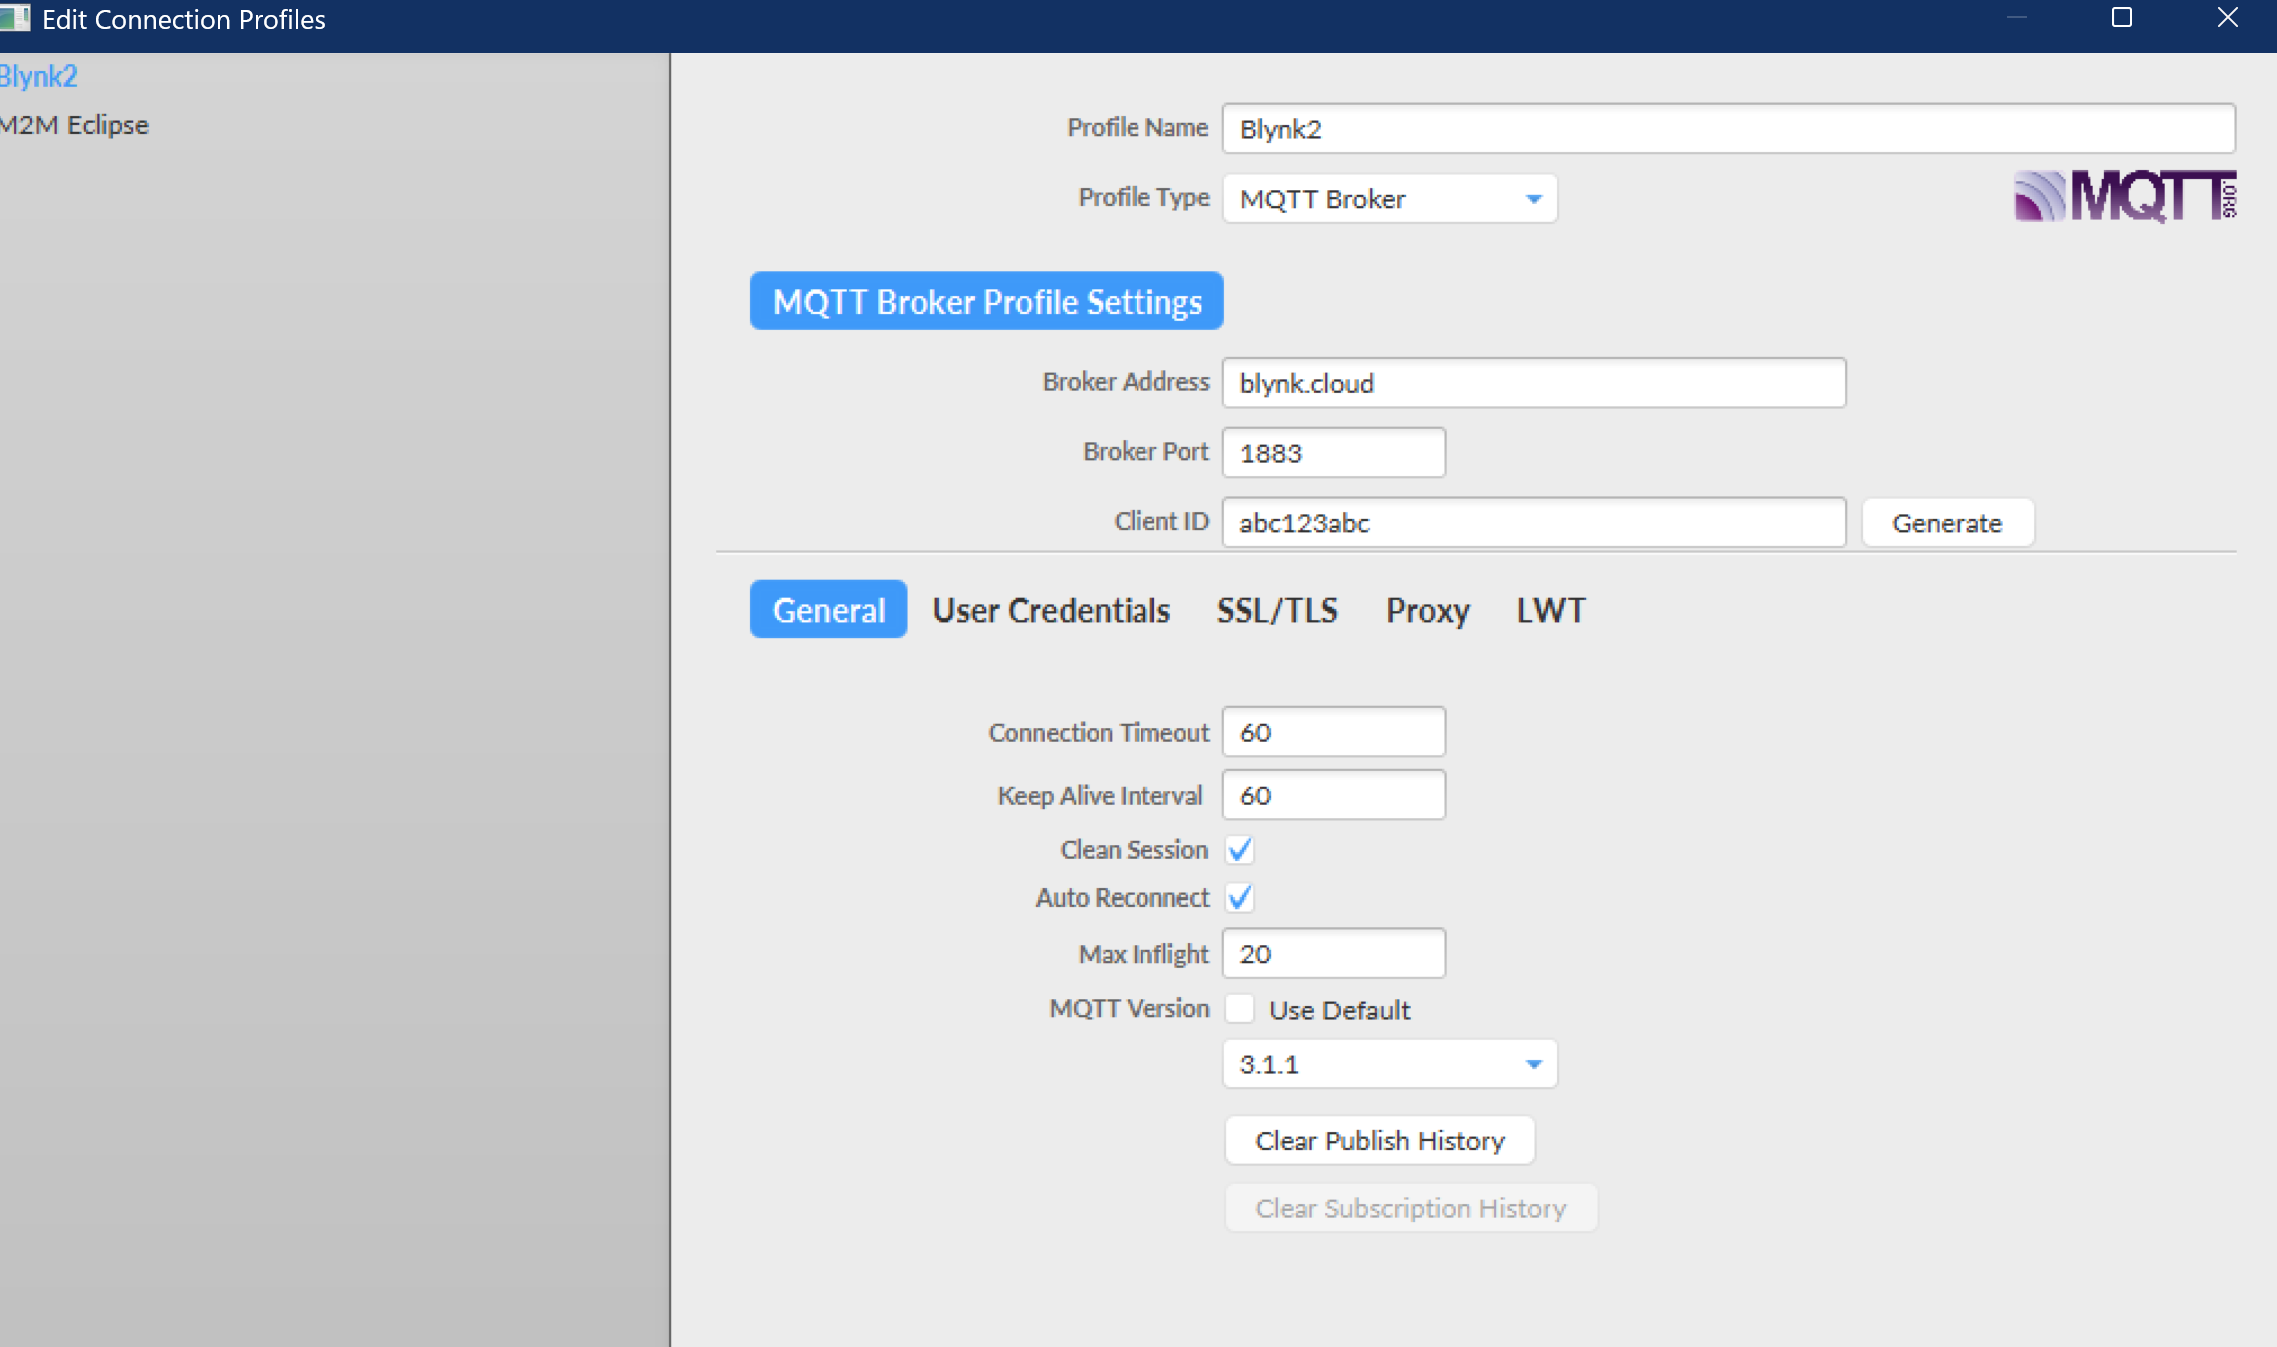 Edit Connection Profiles
Blynk2
M2M Eclipse
Profile Name Blynk2
Profile Type MQTT Broker
MQTT.ORG
MQTT Broker Profile Settings
Broker Address blynk.cloud
Broker Port 1883
Client ID abc123abc Generate
General User Credentials SSL/TLS Proxy LWT
Connection Timeout 60
Keep Alive Interval 60
Clean Session
Auto Reconnect
Max Inflight 20
MQTT Version Use Default
3.1.1
Clear Publish History
Clear Subscription History